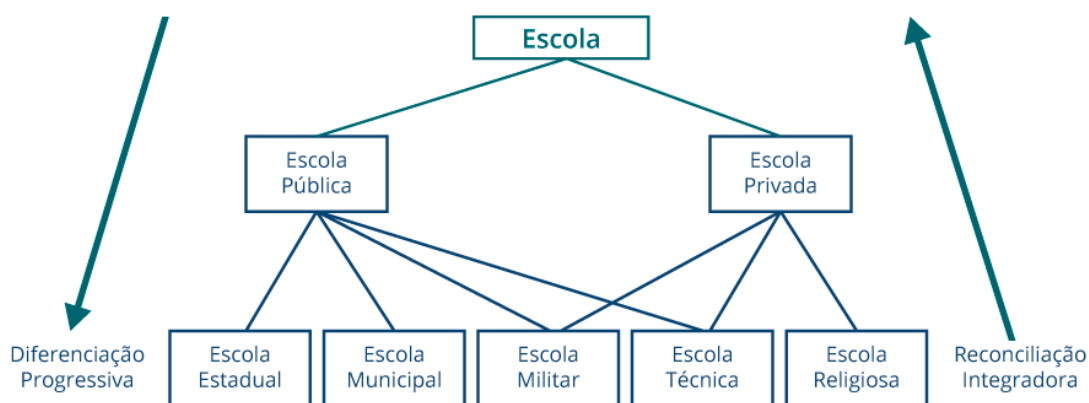 Escola
Escola
Pública
Escola
Privada
Diferenciação
Progressiva
Escola
Estadual
Escola
Municipal
Escola
Militar
Escola
Técnica
Escola
Religiosa
Reconciliação
Integradora